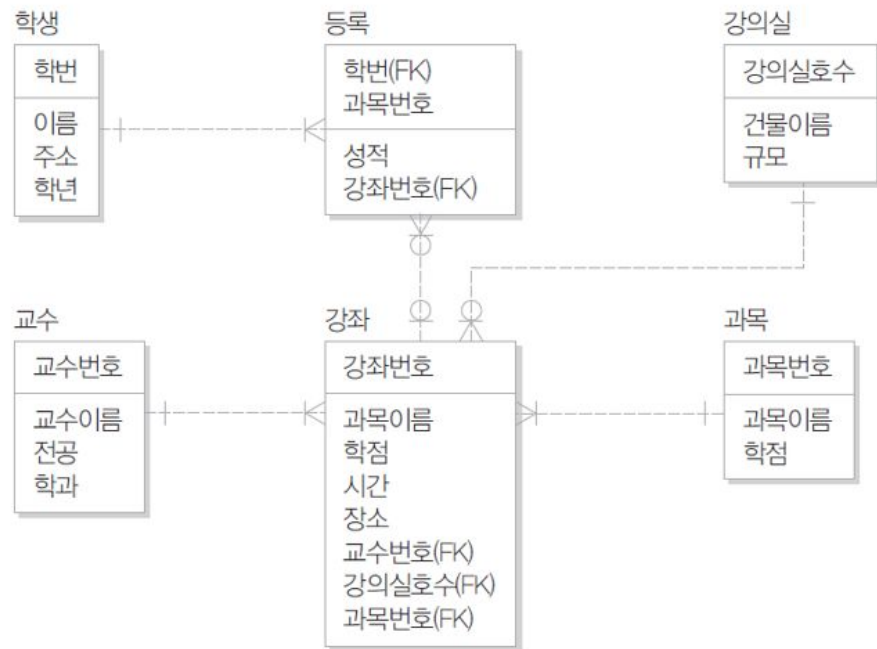 학생
학번
이름
주소
학년
등록
학번(FK)
과목번호
성적
강좌번호(FK)
강의실
강의실호수
건물이름
규모
교수
교수번호
교수이름
전공
학과
강좌
강좌번호
과목이름
학점
시간
장소
교수번호(FK)
강의실호수(FK)
과목번호(FK)
과목
과목번호
과목이름
학점